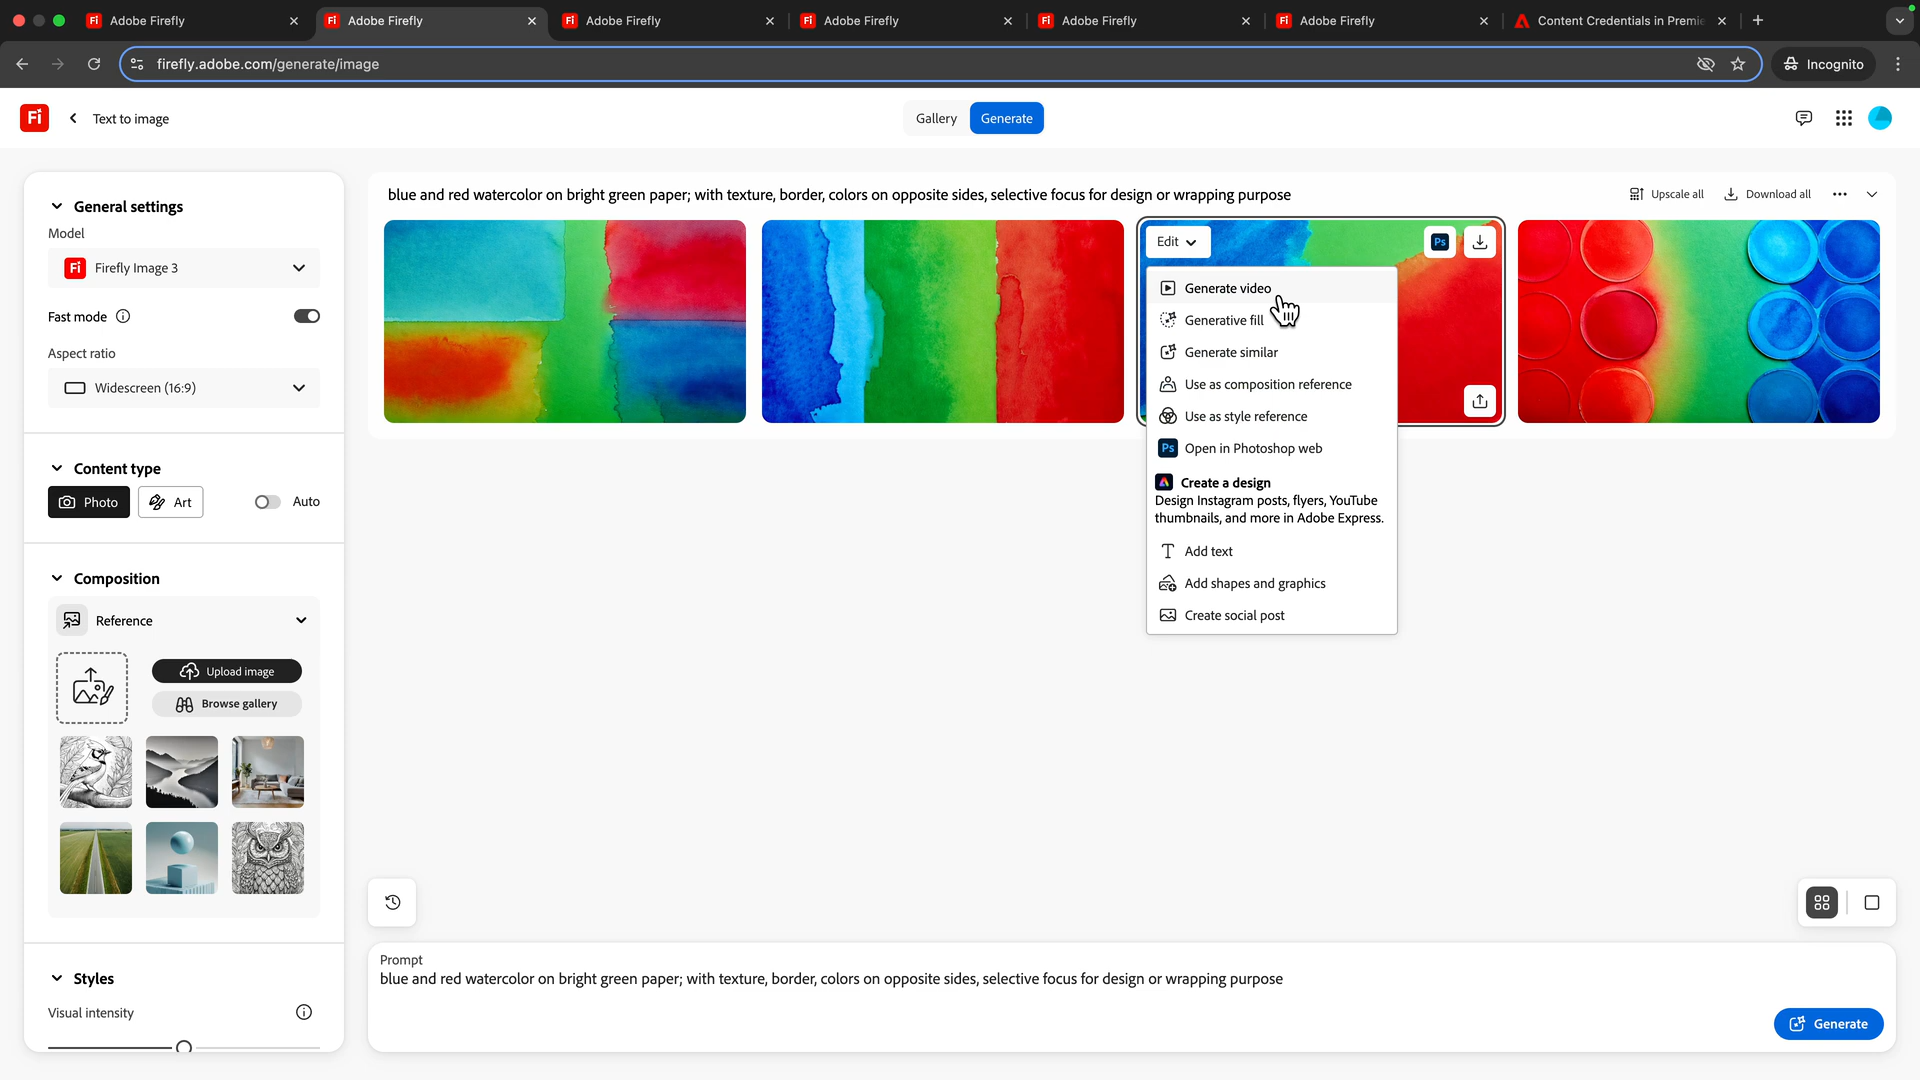 Adobe Firefly
Adobe Firefly
Adobe Firefly
Adobe Firefly
Adobe Firefly
Adobe Firefly
Content Credentials in Premie
firefly.adobe.com/generate/image
Incognito
Fi
Text to image
Gallery
Generate
General settings
Model
Fi
Firefly Image 3
Fast mode
Aspect ratio
Widescreen (16:9)
Content type
Photo
Art
Auto
Composition
Reference
Upload image
Browse gallery
Styles
Visual intensity
blue and red watercolor on bright green paper; with texture, border, colors on opposite sides, selective focus for design or wrapping purpose
Upscale all
Download all
Edit
Ps
Generate video
Generative fill
Generate similar
Use as composition reference
Use as style reference
Ps
Open in Photoshop web
Create a design
Design Instagram posts, flyers, YouTube
thumbnails, and more in Adobe Express.
Add text
Add shapes and graphics
Create social post
Prompt
blue and red watercolor on bright green paper; with texture, border, colors on opposite sides, selective focus for design or wrapping purpose
Generate